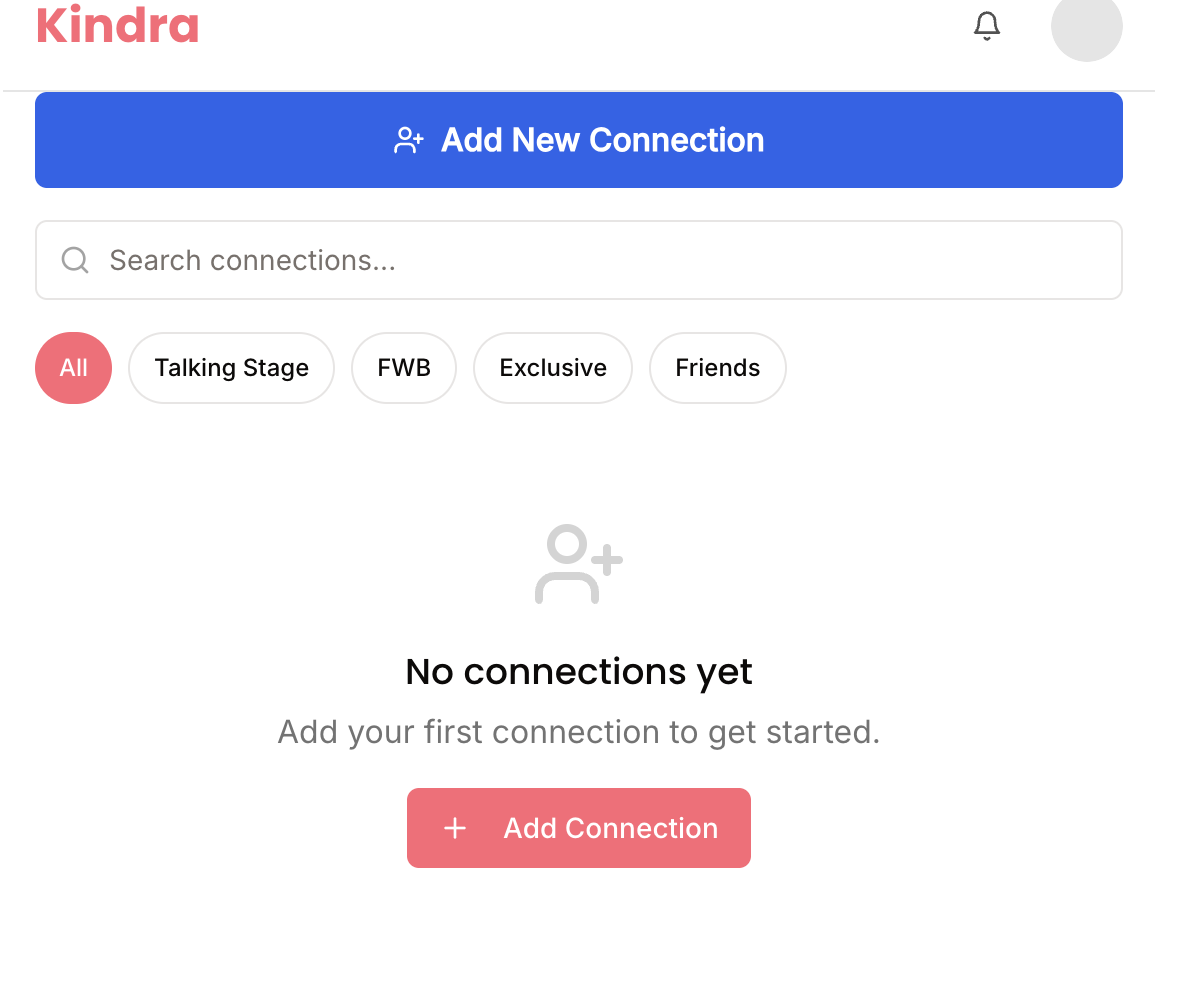 Kindra
Add New Connection
Search connections...
All
Talking Stage
FWB
Exclusive
Friends
No connections yet
Add your first connection to get started.
Add Connection